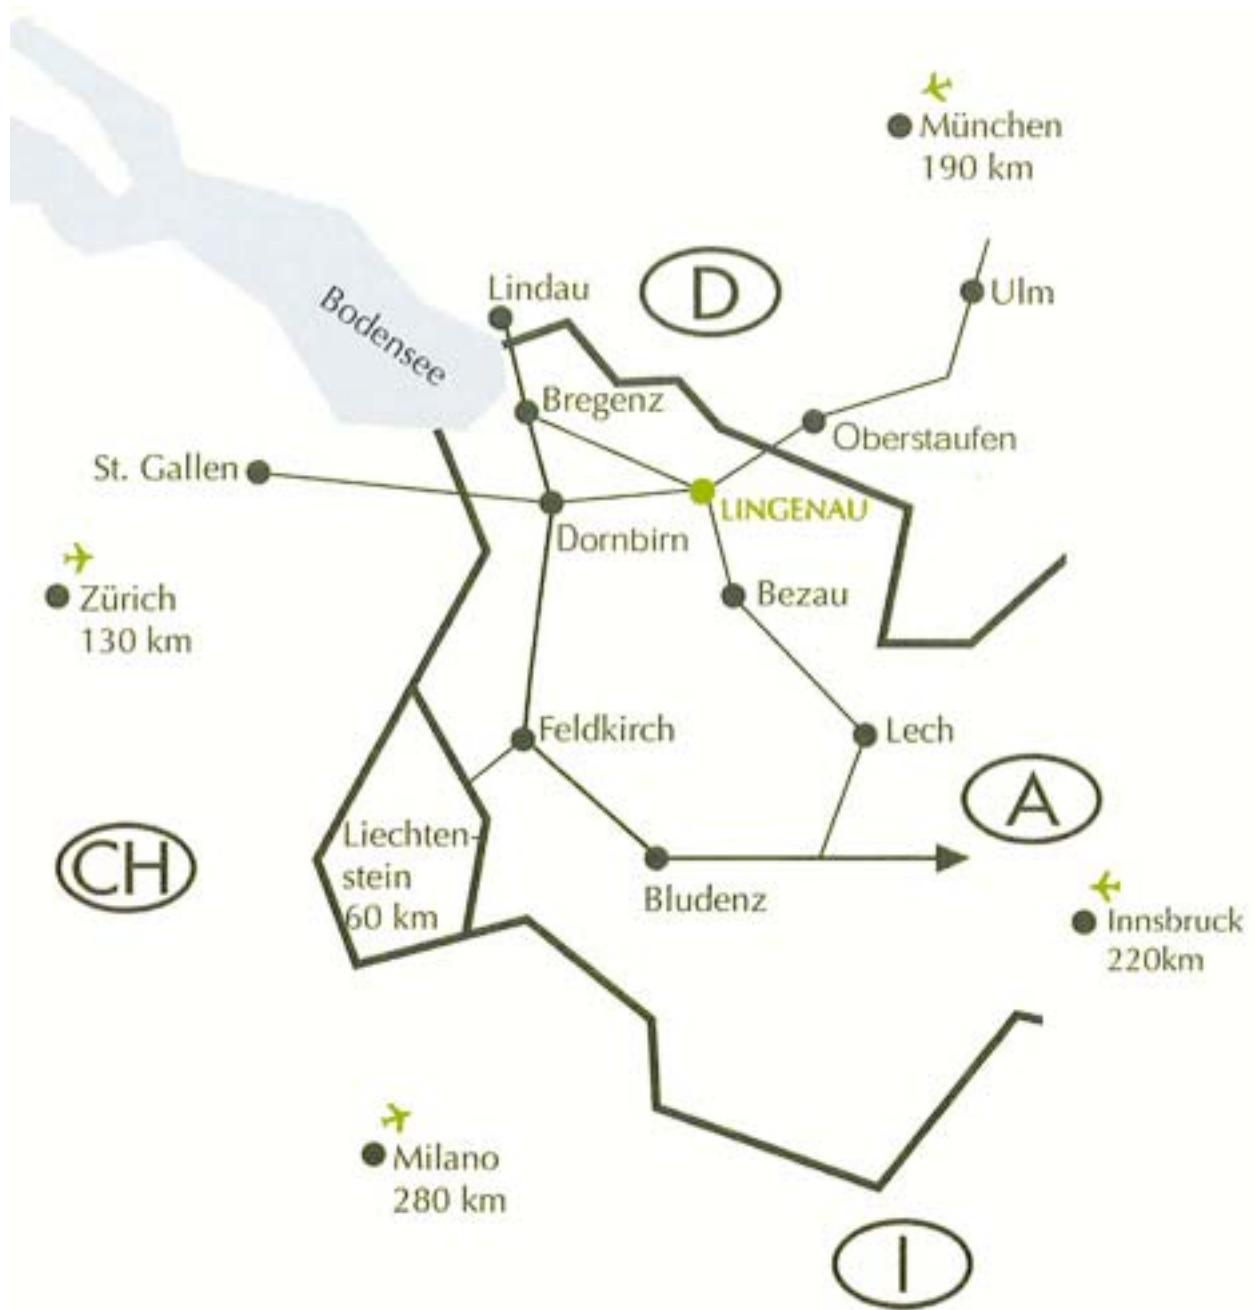 München
190 km
D
Lindau
Ulm
Bodensee
Bregenz
Oberstaufen
St. Gallen
LINGENAU
Dornbirn
Zürich
130 km
Bezau
Feldkirch
Lech
A
CH
Liechten-
stein
60 km
Bludenz
Innsbruck
220km
Milano
280 km
I